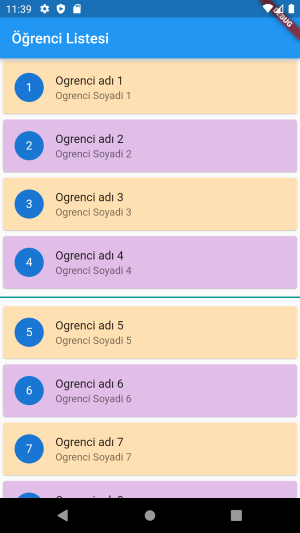 11:39
DEBUG
Öğrenci Listesi
1
Ogrenci adı 1
Ogrenci Soyadi 1
2
Ogrenci adı 2
Ogrenci Soyadi 2
3
Ogrenci adı 3
Ogrenci Soyadi 3
4
Ogrenci adı 4
Ogrenci Soyadi 4
5
Ogrenci adı 5
Ogrenci Soyadi 5
6
Ogrenci adı 6
Ogrenci Soyadi 6
7
Ogrenci adı 7
Ogrenci Soyadi 7